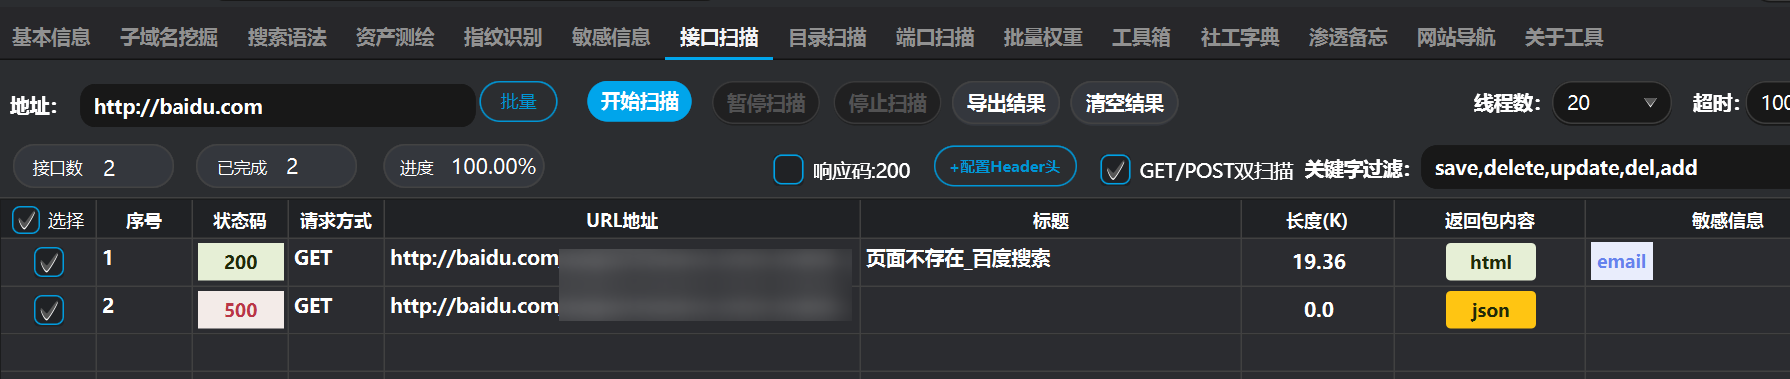 基本信息 子域名挖掘 搜索语法 资产测绘 指纹识别 敏感信息 接口扫描 目录扫描 端口扫描 批量权重 工具箱 社工字典 渗透备忘 网站导航 关于工具
地址： http://baidu.com 批量 开始扫描 暂停扫描 停止扫描 导出结果 清空结果 线程数： 20 超时： 100
接口数 2 已完成 2 进度 100.00% 响应码:200 +配置Header头 GET/POST双扫描 关键字过滤： save,delete,update,del,add
选择 序号 状态码 请求方式 URL地址 标题 长度(K) 返回包内容 敏感信息
1 200 GET http://baidu.com 页面不存在_百度搜索 19.36 html email
2 500 GET http://baidu.com 0.0 json